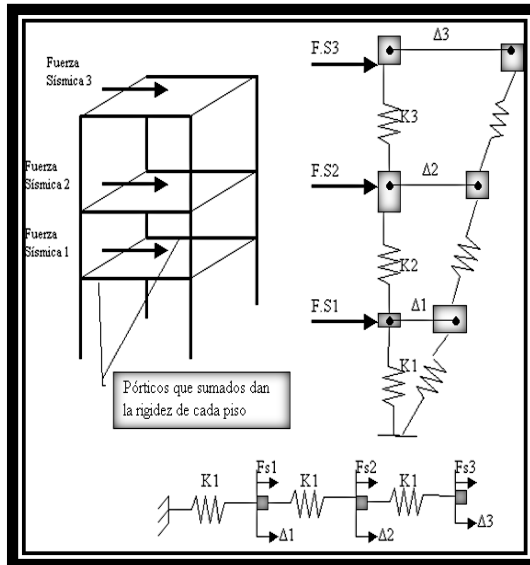 Fuerza
Sísmica 3
Fuerza
Sísmica 2
Fuerza
Sísmica 1
Pórticos que sumados dan
la rigidez de cada piso
F.S3
Δ3
K3
F.S2
Δ2
K2
F.S1
Δ1
K1
K1
Fs1
K1
Fs2
K1
Fs3
Δ1
Δ2
Δ3